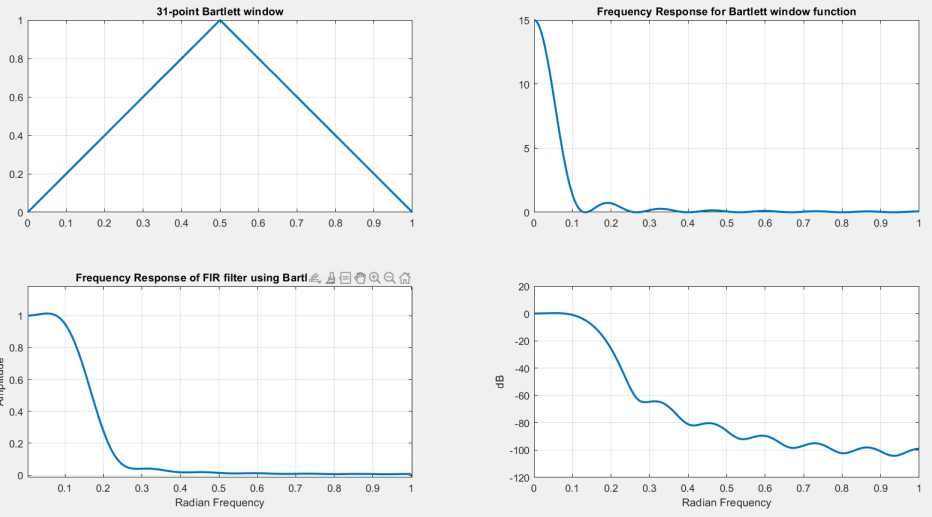 31-point Bartlett window
1
0.8
0.6
0.4
0.2
0
0 0.1 0.2 0.3 0.4 0.5 0.6 0.7 0.8 0.9 1
Frequency Response for Bartlett window function
15
10
5
0
0 0.1 0.2 0.3 0.4 0.5 0.6 0.7 0.8 0.9 1
Frequency Response of FIR filter using Bartl
Amplitude
1
0.8
0.6
0.4
0.2
0
0.1 0.2 0.3 0.4 0.5 0.6 0.7 0.8 0.9 1
Radian Frequency
dB
20
0
-20
-40
-60
-80
-100
-120
0 0.1 0.2 0.3 0.4 0.5 0.6 0.7 0.8 0.9 1
Radian Frequency